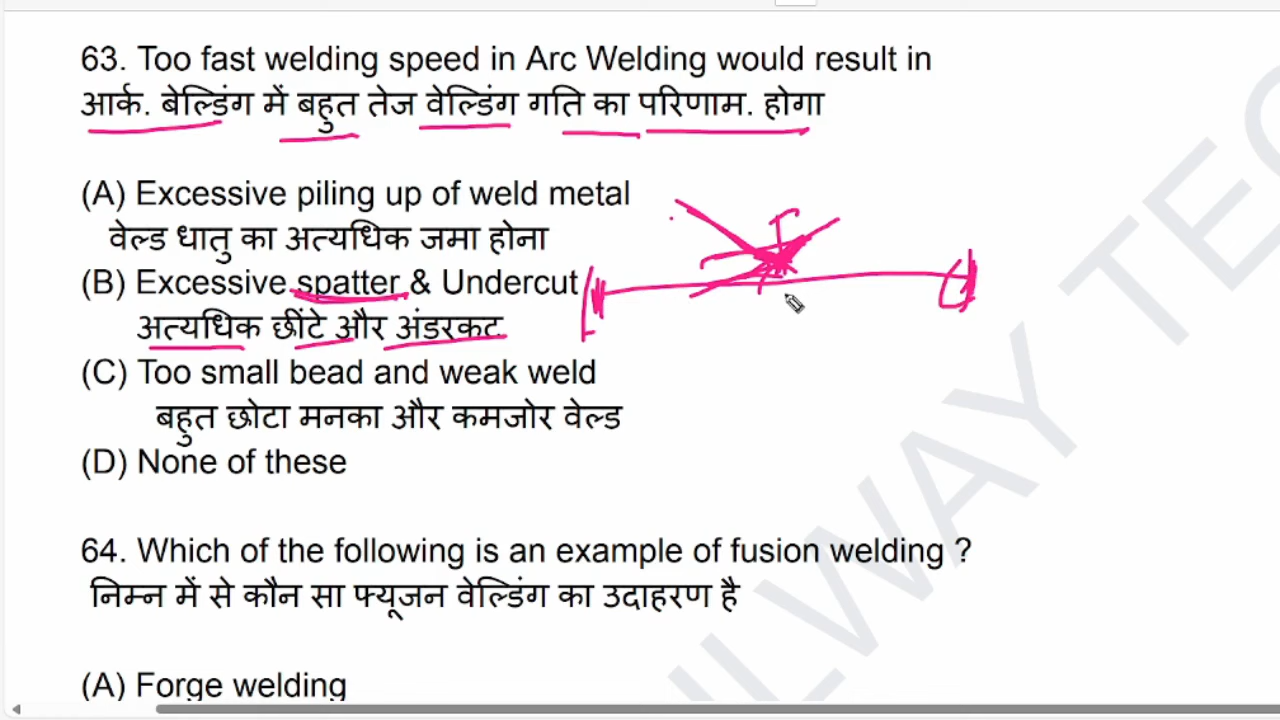 63. Too fast welding speed in Arc Welding would result in
आर्क. बेल्डिंग में बहुत तेज वेल्डिंग गति का परिणाम. होगा
(A) Excessive piling up of weld metal
वेल्ड धातु का अत्यधिक जमा होना
(B) Excessive spatter & Undercut
अत्यधिक छींटे और अंडरकट
(C) Too small bead and weak weld
बहुत छोटा मनका और कमजोर वेल्ड
(D) None of these
64. Which of the following is an example of fusion welding ?
निम्न में से कौन सा फ्यूजन वेल्डिंग का उदाहरण है
(A) Forge welding